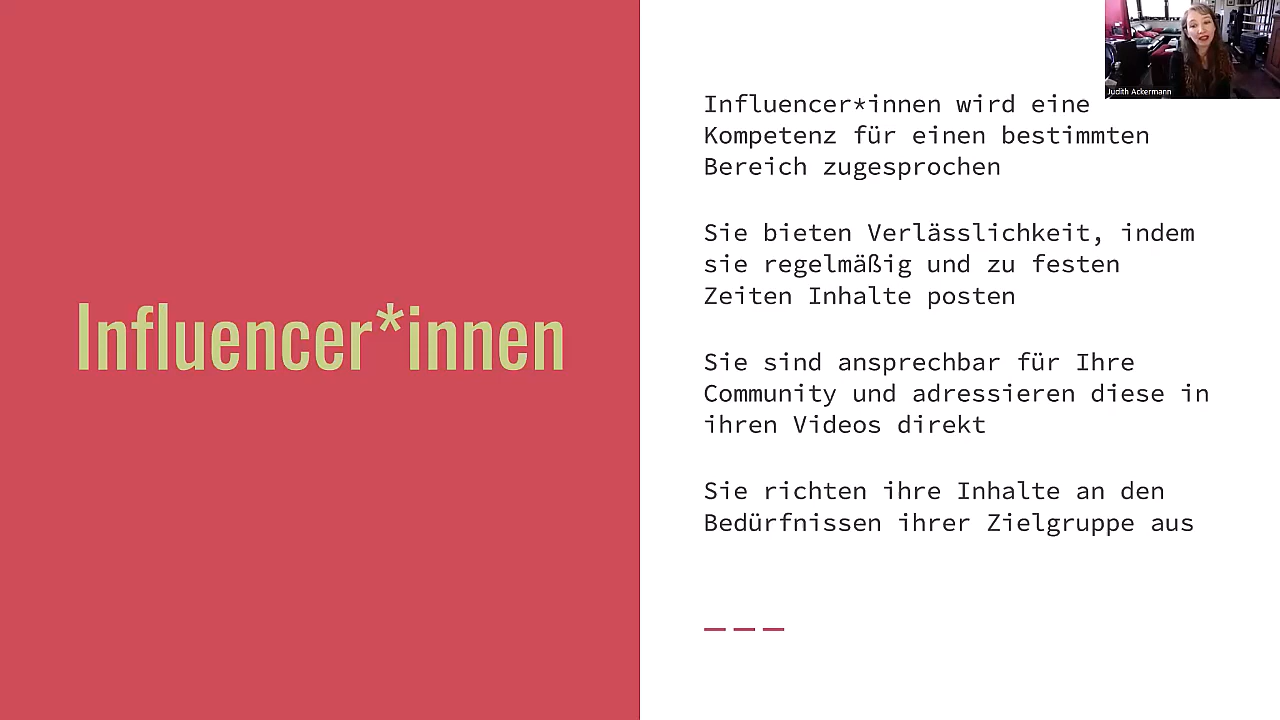 Influencer*innen
Influencer*innen wird eine
Kompetenz für einen bestimmten
Bereich zugesprochen
Sie bieten Verlässlichkeit, indem
sie regelmäßig und zu festen
Zeiten Inhalte posten
Sie sind ansprechbar für Ihre
Community und adressieren diese in
ihren Videos direkt
Sie richten ihre Inhalte an den
Bedürfnissen ihrer Zielgruppe aus
Judith Ackermann